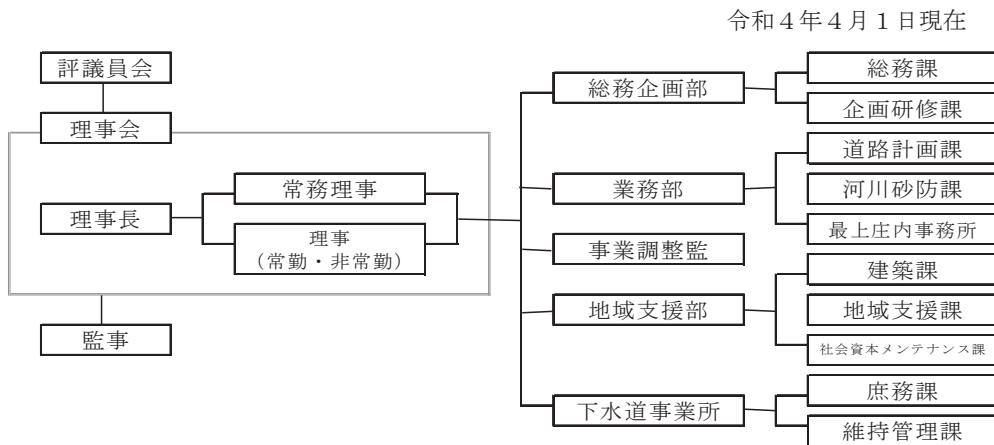 令和４年４月１日現在
評議員会
理事会
理事長
常務理事
理事
（常勤・非常勤）
監事
総務企画部
総務課
企画研修課
業務部
道路計画課
河川砂防課
最上庄内事務所
事業調整監
地域支援部
建築課
地域支援課
社会資本メンテナンス課
下水道事業所
庶務課
維持管理課